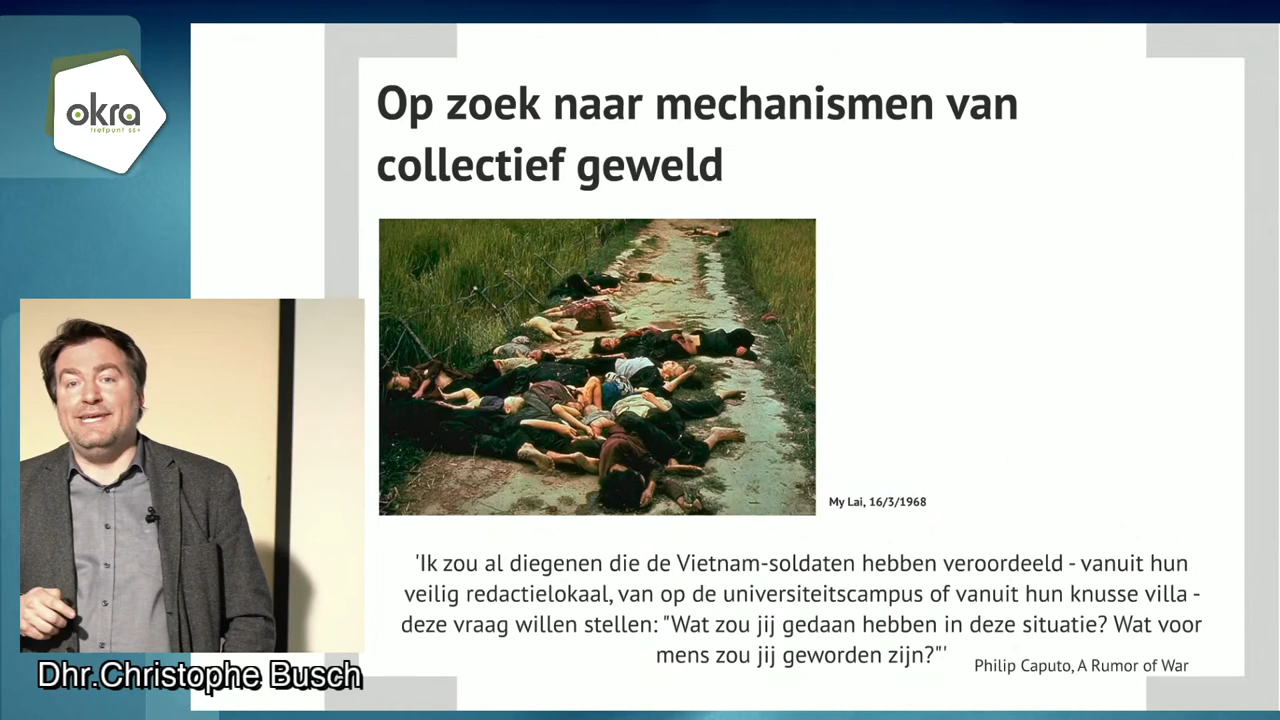 okra
trefpunt 55+
Op zoek naar mechanismen van
collectief geweld
My Lai, 16/3/1968
'Ik zou al diegenen die de Vietnam-soldaten hebben veroordeeld - vanuit hun
veilig redactielokaal, van op de universiteitscampus of vanuit hun knusse villa -
deze vraag willen stellen: "Wat zou jij gedaan hebben in deze situatie? Wat voor
mens zou jij geworden zijn?"'
Philip Caputo, A Rumor of War
Dhr.Christophe Busch